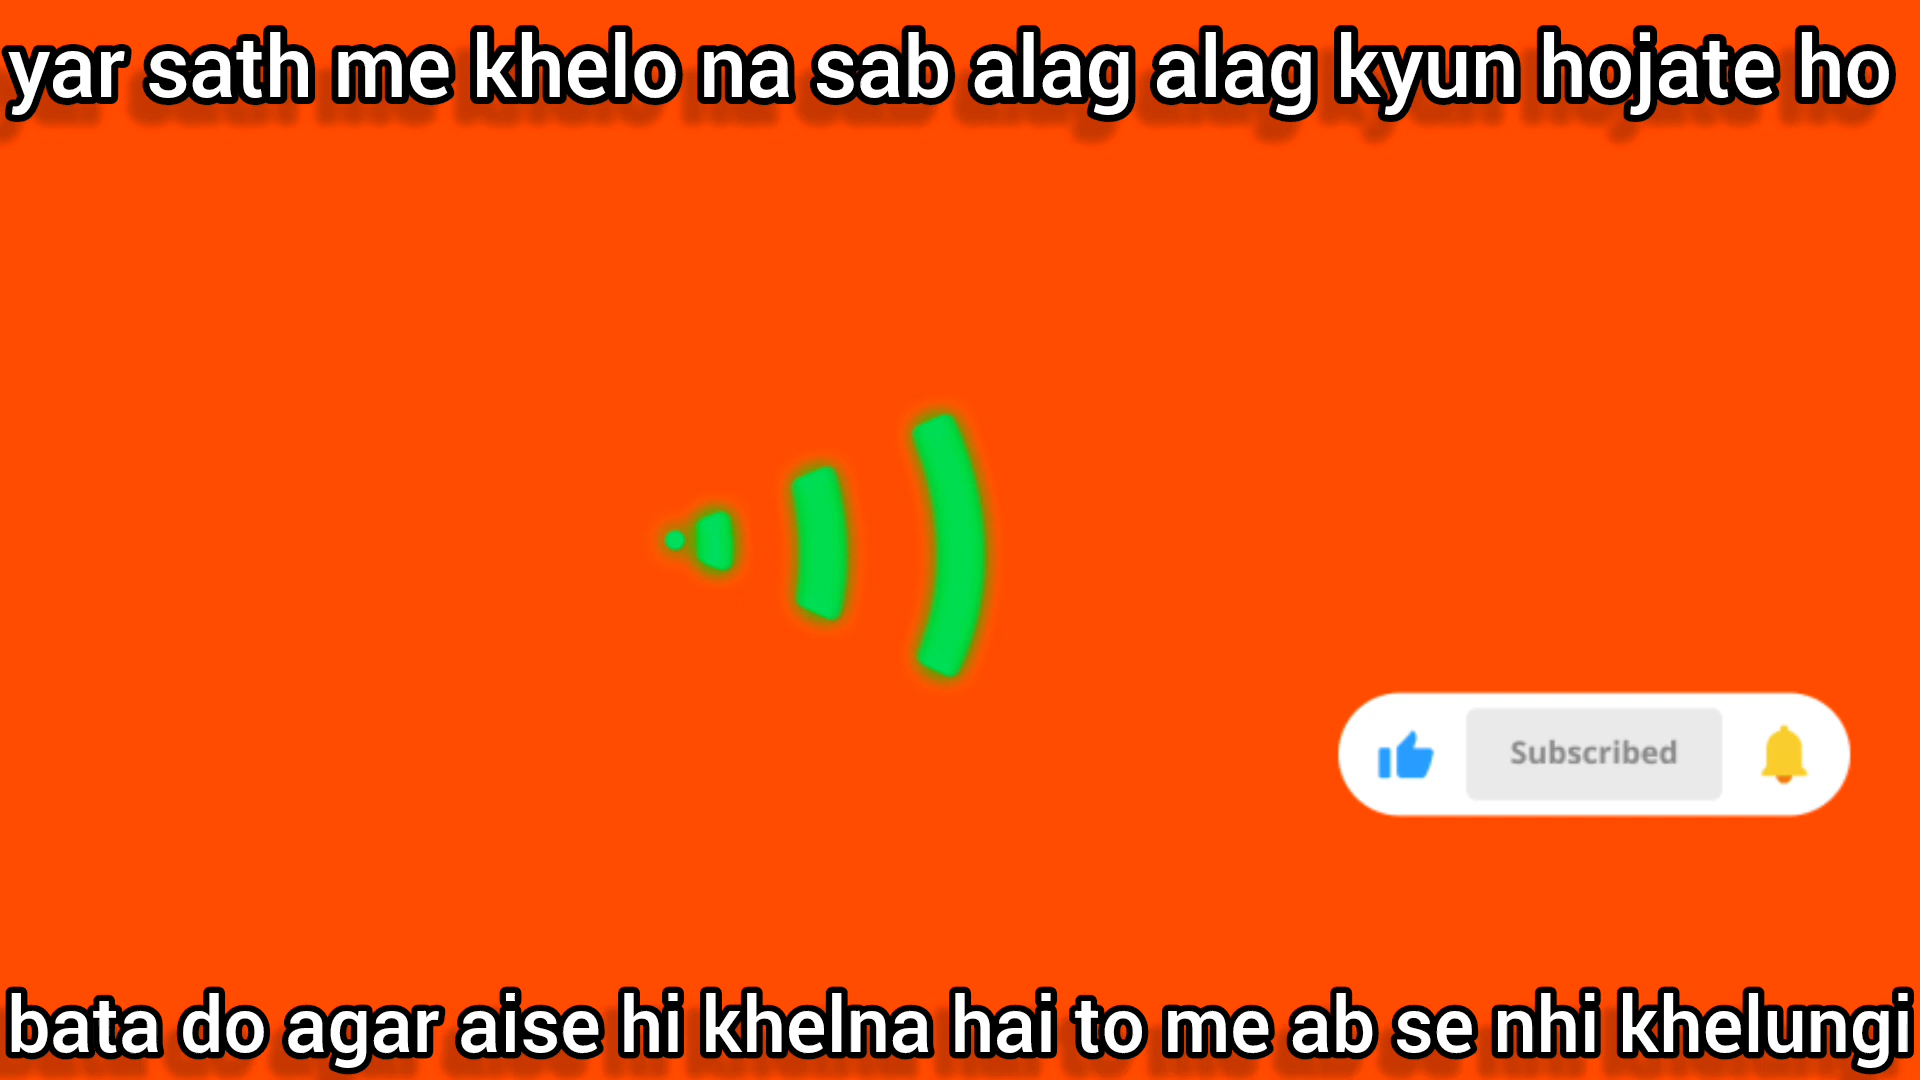 yar sath me khelo na sab alag alag kyun hojate ho
Subscribed
bata do agar aise hi khelna hai to me ab se nhi khelungi